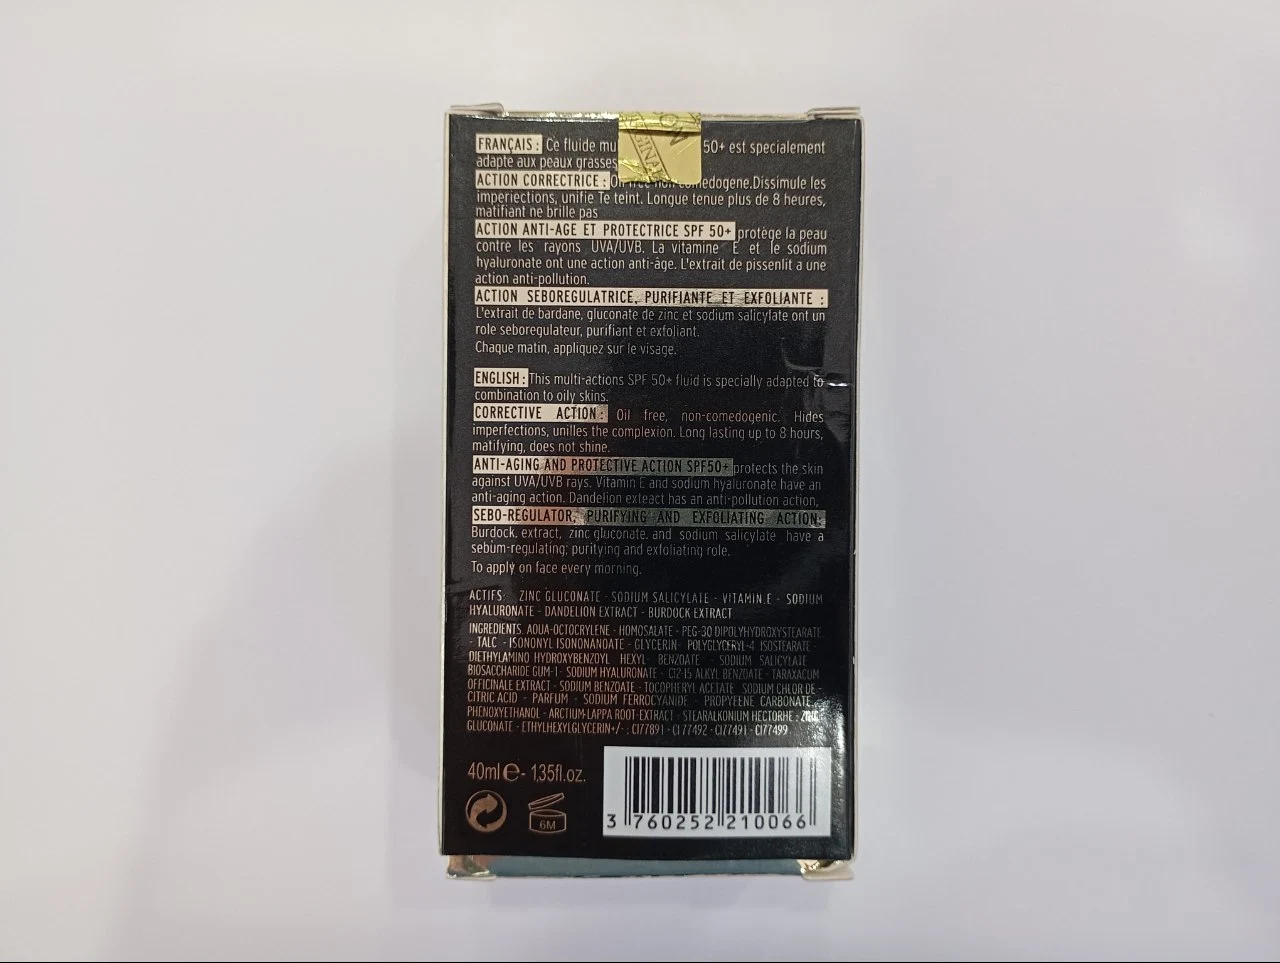 FRANÇAIS : Ce fluide mu 50+ est specialement
adapte aux peaux grasses
ACTION CORRECTRICE : Oil free non comedogene.Dissimule les
imperiections, unifie Te teint. Longue tenue plus de 8 heures,
matifiant ne brille pas
ACTION ANTI-AGE ET PROTECTRICE SPF 50+ protége la peau
contre les rayons UVA/UVB. La vitamine E et le sodium
hyaluronate ont une action anti-âge. L'extrait de pissenlit a une
action anti-pollution.
ACTION SEBOREGULATRICE, PURIFIANTE ET EXFOLIANTE :
L'extrait de bardane, gluconate de zinc et sodium salicylate ont un
role seboregulateur, purifiant et exfoliant.
Chaque matin, appliquez sur le visage.
ENGLISH : This multi-actions SPF 50+ fluid is specially adapted to
combination to oily skins.
CORRECTIVE ACTION : Oil free, non-comedogenic. Hides
imperfections, unilles the complexion. Long lasting up to 8 hours,
matifying, does not shine.
ANTI-AGING AND PROTECTIVE ACTION SPF50+ protects the skin
against UVA/UVB rays. Vitamin E and sodium hyaluronate have an
anti-aging action. Dandelion exteact has an anti-pollution action,
SEBO-REGULATOR, PURIFYING AND EXFOLIATING ACTION:
Burdock. extract, zinc gluconate. and sodium salicylate have a
sebum-regulating; puritying and exfoliating role.
To apply on face every morning.
ACTIFS: ZINC GLUCONATE - SODIUM SALICYLATE - VITAMIN.E - SODIUM
HYALURONATE - DANDELION EXTRACT - BURDOCK EXTRACT
INGREDIENTS. AQUA-OCTOCRYLENE - HOMOSALATE - PEG-30 DIPOLYHYDROXYSTEARATE
- TALC - ISONONYL ISONONANOATE - GLYCERIN- POLYGLYCERYL-4 ISOSTEARATE -
DIETHYLAMINO HYDROXYBENZOYL HEXYL- BENZOATE - SODIUM SALICYLATE
BIOSACCHARIDE GUM-1- SODIUM HYALURONATE - C12-15 ALKYL BENZOATE - TARAXACUM
OFFICINALE EXTRACT - SODIUM BENZOATE - TOCOPHERYL ACETATE SODIUM CHLOR DE -
CITRIC ACID - PARFUM - SODIUM FERROCYANIDE - PROPYEENE CARBONATE
PHENOXYETHANOL - ARCTIUM-LAPPA ROOT-EXTRACT - STEARALKONIUM HECTORHE : ZINC
GLUCONATE - ETHYLHEXYLGLYCERIN+/- : CI77891 - CI 77492 - CI77491 - CI77499
40ml e- 1,35fl.oz.
6M
3 760252 210066